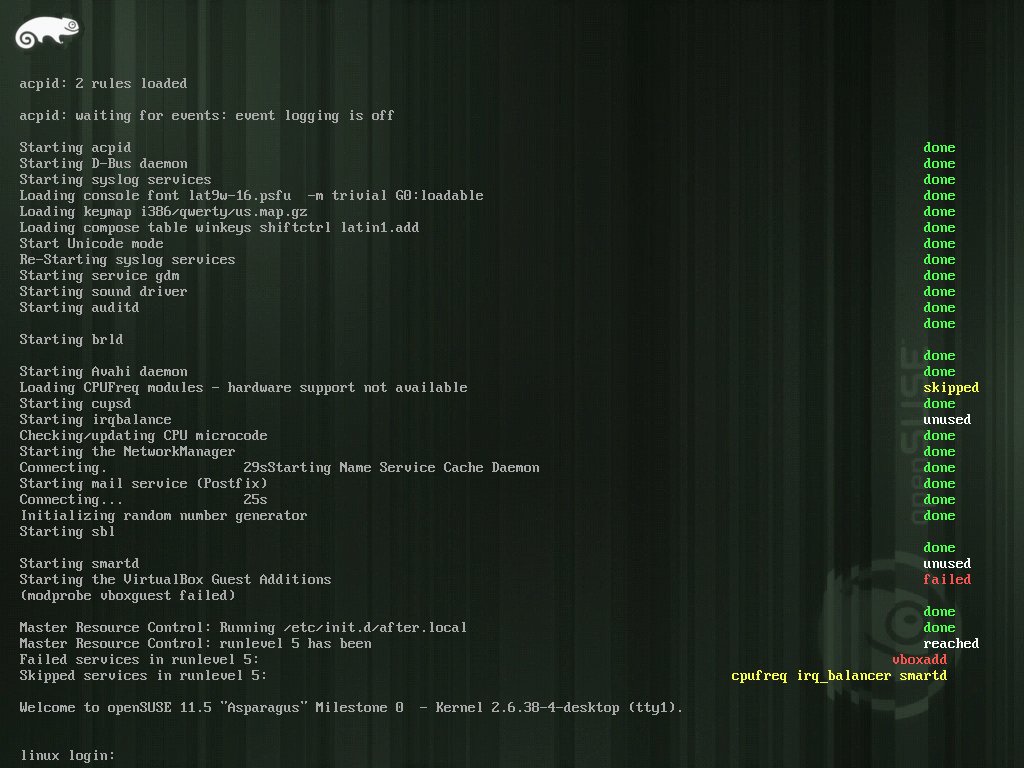 acpid: 2 rules loaded
acpid: waiting for events: event logging is off
Starting acpid done
Starting D-Bus daemon done
Starting syslog services done
Loading console font lat9w-16.psfu  -m trivial G0:loadable done
Loading keymap i386/qwerty/us.map.gz done
Loading compose table winkeys shiftctrl latin1.add done
Start Unicode mode done
Re-Starting syslog services done
Starting service gdm done
Starting sound driver done
Starting auditd done
done
Starting brld
done
Starting Avahi daemon done
Loading CPUFreq modules - hardware support not available skipped
Starting cupsd done
Starting irqbalance unused
Checking/updating CPU microcode done
Starting the NetworkManager done
Connecting. 29sStarting Name Service Cache Daemon done
Starting mail service (Postfix) done
Connecting... 25s done
Initializing random number generator done
Starting sbl
done
Starting smartd unused
Starting the VirtualBox Guest Additions failed
(modprobe vboxguest failed)
done
Master Resource Control: Running /etc/init.d/after.local done
Master Resource Control: runlevel 5 has been reached
Failed services in runlevel 5: vboxadd
Skipped services in runlevel 5: cpufreq irq_balancer smartd
Welcome to openSUSE 11.5 "Asparagus" Milestone 0  - Kernel 2.6.38-4-desktop (tty1).
linux login:
openSUSE